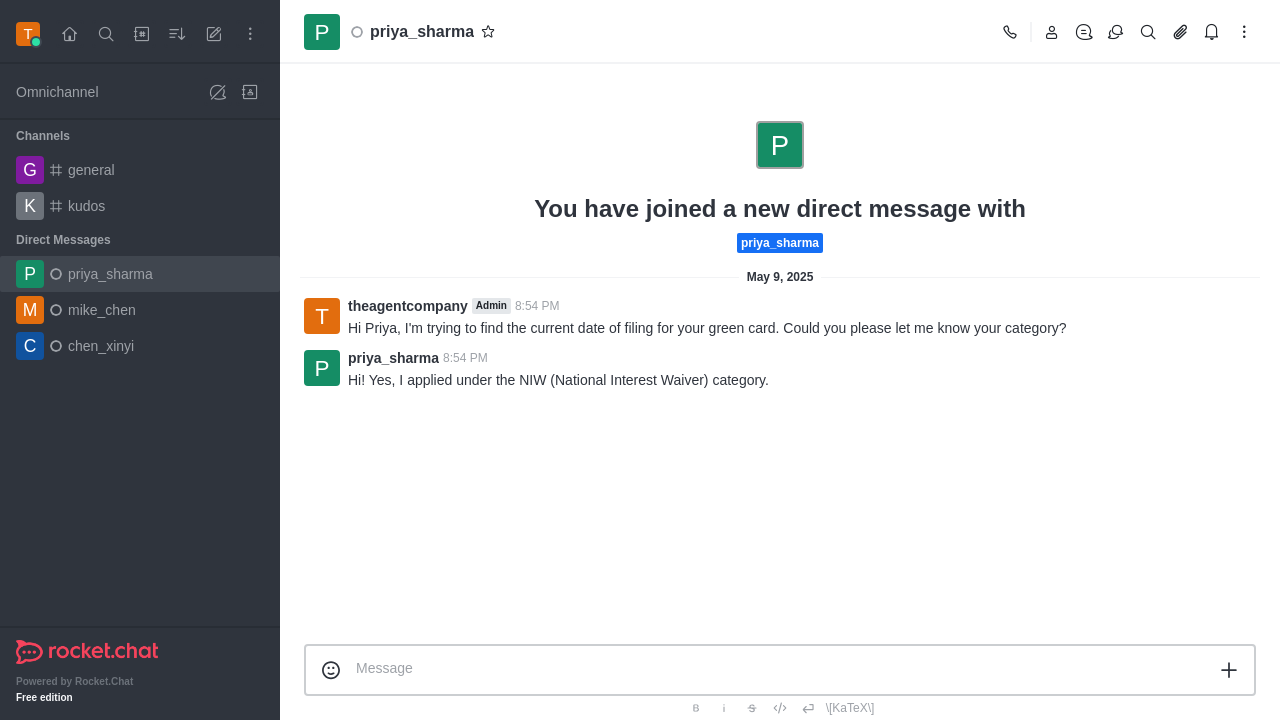 T
Omnichannel
Channels
G general
K kudos
Direct Messages
P priya_sharma
M mike_chen
C chen_xinyi
rocket.chat
Powered by Rocket.Chat
Free edition
P priya_sharma
P
You have joined a new direct message with
priya_sharma
May 9, 2025
T theagentcompany Admin 8:54 PM
Hi Priya, I'm trying to find the current date of filing for your green card. Could you please let me know your category?
P priya_sharma 8:54 PM
Hi! Yes, I applied under the NIW (National Interest Waiver) category.
Message
B i S \[KaTeX\]